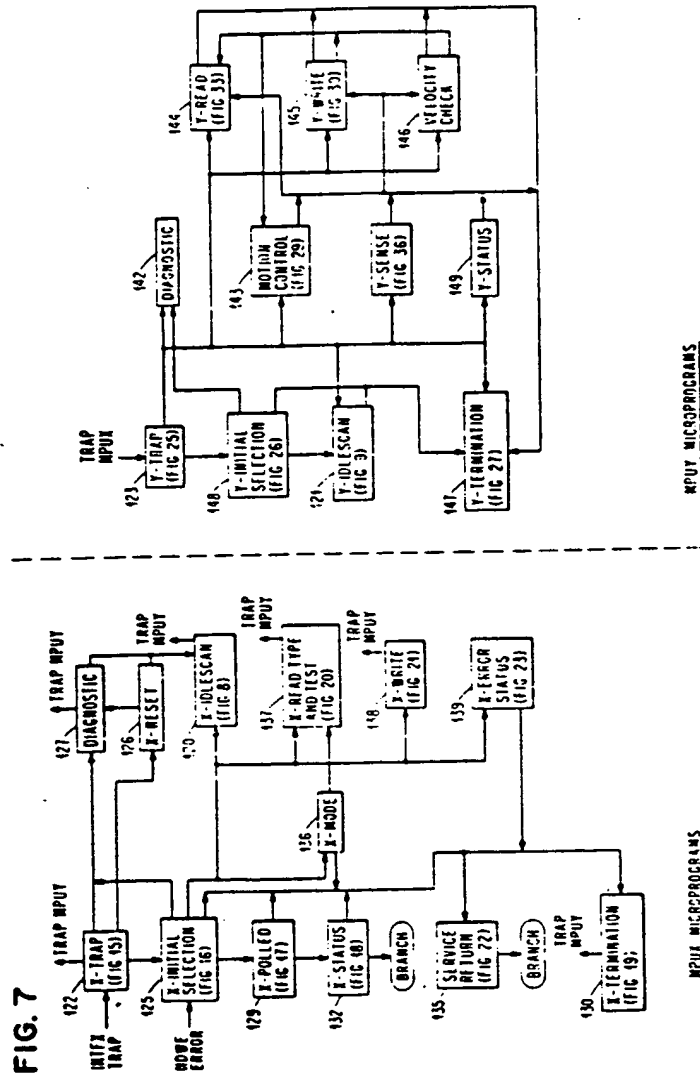 FIG. 7
INTFX
TRAP
122
X-TRAP
(FIG 15)
TRAP MPUY
HDWE
ERROR
125
X-INITIAL
SELECTION
(FIG 16)
129
X-POLLED
(FIG 17)
132
X-STATUS
(FIG 18)
BRANCH
135
SERVICE
RETURN
(FIG 22)
BRANCH
TRAP
MPUY
130
X-TERMINATION
(FIG 19)
TRAP MPUY
127
DIAGNOSTIC
126
X-RESET
TRAP
MPUY
X-IDLESCAN
(FIG 8)
136
X-MODE
TRAP
MPUY
137
X-READ TYPE
AND TEST
(FIG 20)
TRAP
MPUY
138
X-WRITE
(FIG 21)
139
X-ERROR
STATUS
(FIG 23)
MPUX MICROPROGRAMS
TRAP
MPUX
123
Y-TRAP
(FIG 25)
148
Y-INITIAL
SELECTION
(FIG 26)
121
Y-IDLESCAN
(FIG 9)
147
Y-TERMINATION
(FIG 27)
142
DIAGNOSTIC
143
MOTION
CONTROL
(FIG 29)
Y-SENSE
(FIG 36)
149
Y-STATUS
144
Y-READ
(FIG 33)
145
Y-WRITE
(FIG 30)
146
VELOCITY
CHECK
MPUY MICROPROGRAMS